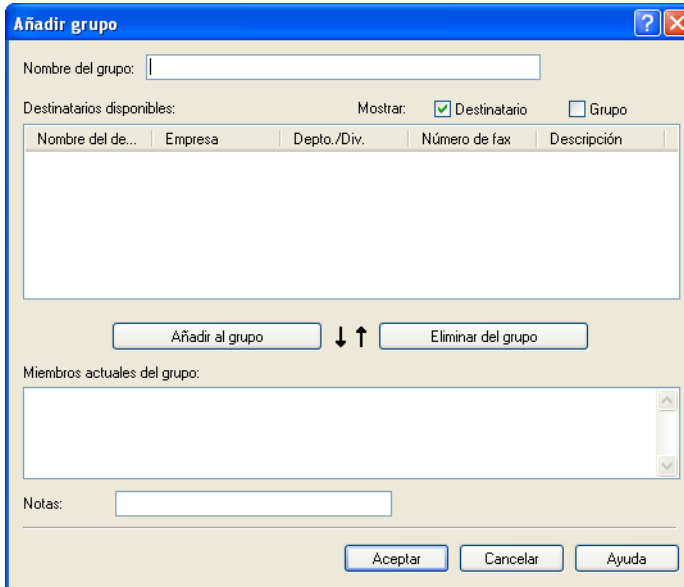 Añadir grupo
Nombre del grupo:
Destinatarios disponibles: Mostrar: Destinatario Grupo
Nombre del de... Empresa Depto./Div. Número de fax Descripción
Añadir al grupo Eliminar del grupo
Miembros actuales del grupo:
Notas:
Aceptar Cancelar Ayuda